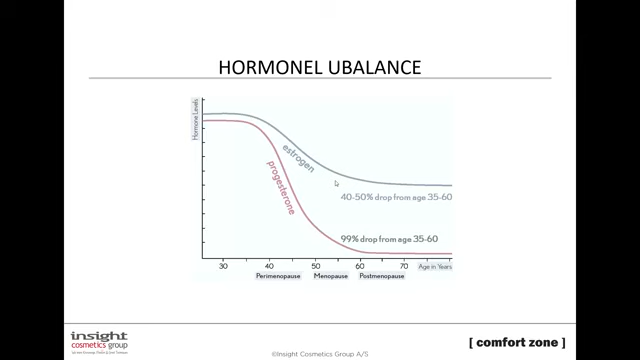 HORMONEL UBALANCE
Hormone Levels
estrogen
progesterone
40-50% drop from age 35-60
99% drop from age 35-60
30 40 50 60 70 Age in Years
Perimenopause Menopause Postmenopause
insight
cosmetics group
©Insight Cosmetics Group A/S
[ comfort zone ]